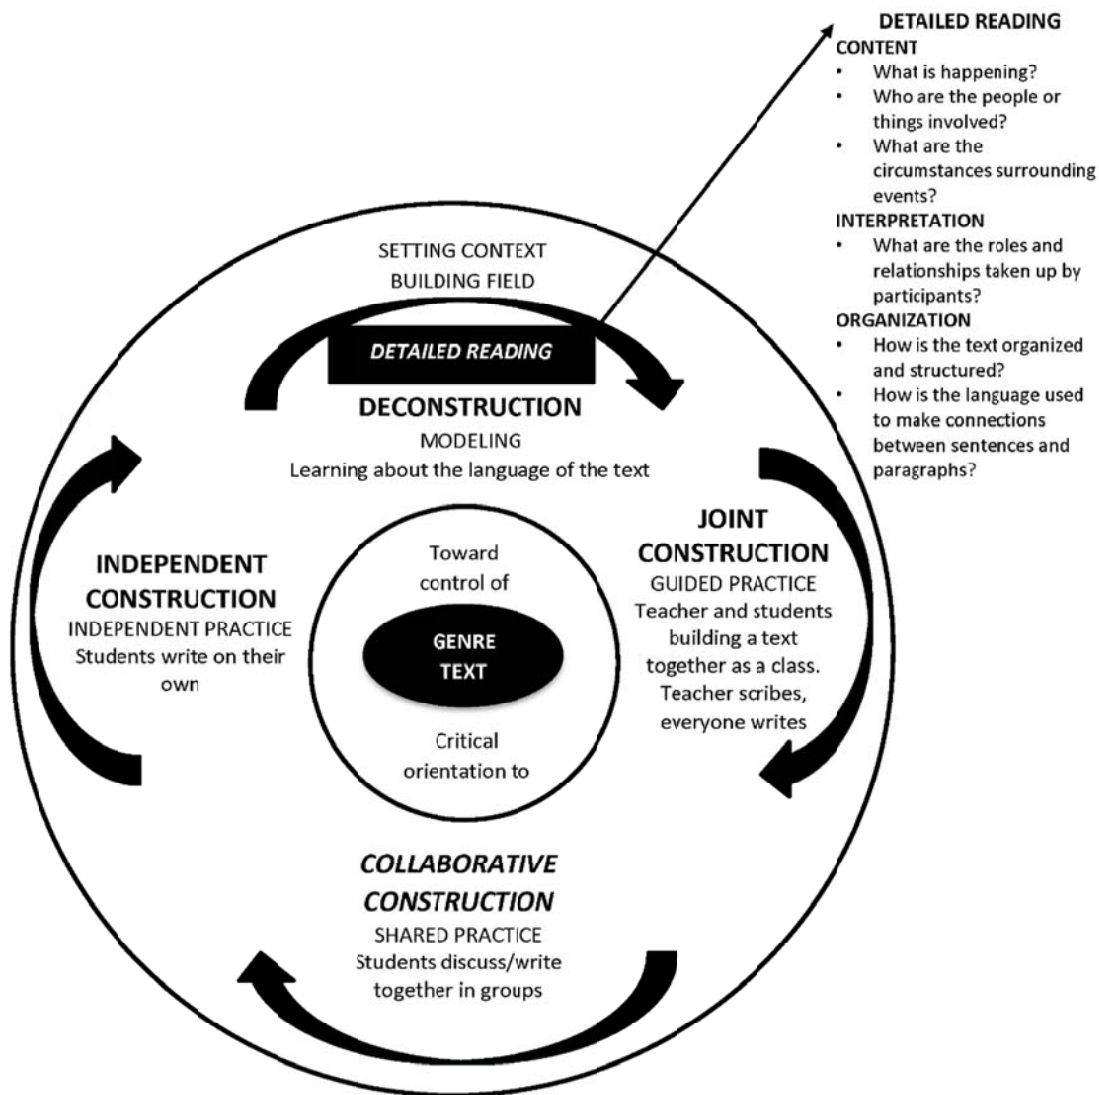 DETAILED READING
CONTENT
• What is happening?
• Who are the people or
things involved?
• What are the
circumstances surrounding
events?
INTERPRETATION
• What are the roles and
relationships taken up by
participants?
ORGANIZATION
• How is the text organized
and structured?
• How is the language used
to make connections
between sentences and
paragraphs?
SETTING CONTEXT
BUILDING FIELD
DETAILED READING
DECONSTRUCTION
MODELING
Learning about the language of the text
JOINT
CONSTRUCTION
GUIDED PRACTICE
Teacher and students
building a text
together as a class.
Teacher scribes,
everyone writes
COLLABORATIVE
CONSTRUCTION
SHARED PRACTICE
Students discuss/write
together in groups
INDEPENDENT
CONSTRUCTION
INDEPENDENT PRACTICE
Students write on their
own
Toward
control of
GENRE
TEXT
Critical
orientation to